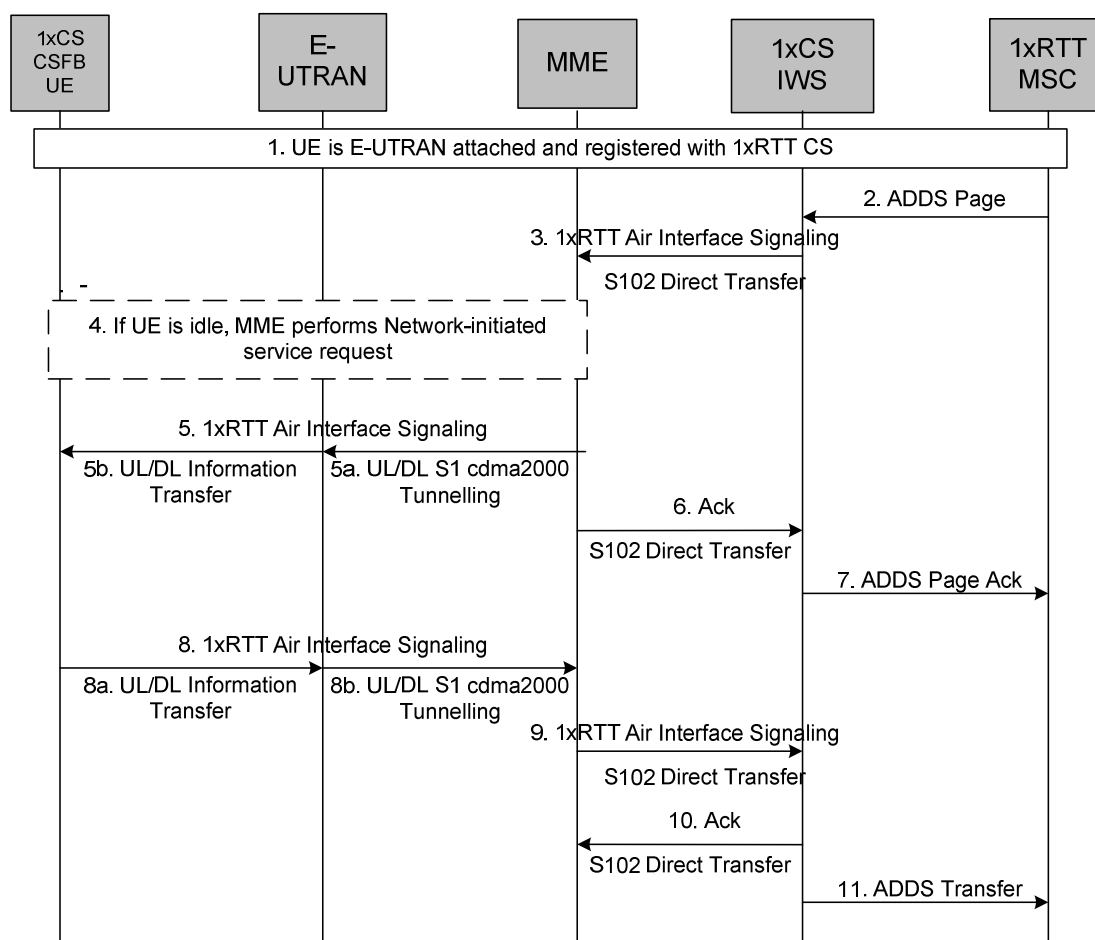 1xCS
CSFB
UE
E-
UTRAN
MME
1xCS
IWS
1xRTT
MSC
1. UE is E-UTRAN attached and registered with 1xRTT CS
2. ADDS Page
3. 1xRTT Air Interface Signaling
S102 Direct Transfer
4. If UE is idle, MME performs Network-initiated
service request
5. 1xRTT Air Interface Signaling
5b. UL/DL Information
Transfer
5a. UL/DL S1 cdma2000
Tunnelling
6. Ack
S102 Direct Transfer
7. ADDS Page Ack
8. 1xRTT Air Interface Signaling
8a. UL/DL Information
Transfer
8b. UL/DL S1 cdma2000
Tunnelling
9. 1xRTT Air Interface Signaling
S102 Direct Transfer
10. Ack
S102 Direct Transfer
11. ADDS Transfer